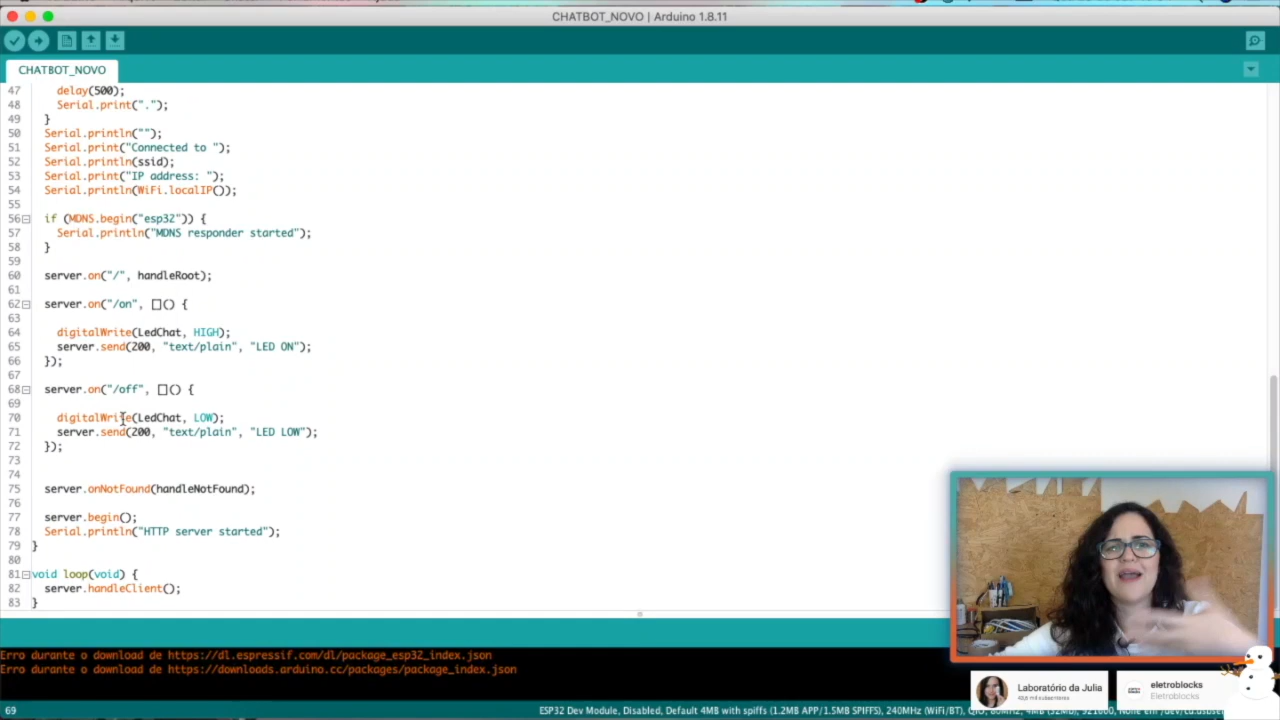 CHATBOT_NOVO | Arduino 1.8.11
CHATBOT_NOVO
47 delay(500);
48 Serial.print(".");
49 }
50 Serial.println("");
51 Serial.print("Connected to ");
52 Serial.println(ssid);
53 Serial.print("IP address: ");
54 Serial.println(WiFi.localIP());
55
56 if (MDNS.begin("esp32")) {
57 Serial.println("MDNS responder started");
58 }
59
60 server.on("/", handleRoot);
61
62 server.on("/on", []() {
63
64 digitalWrite(LedChat, HIGH);
65 server.send(200, "text/plain", "LED ON");
66 });
67
68 server.on("/off", []() {
69
70 digitalWrite(LedChat, LOW);
71 server.send(200, "text/plain", "LED LOW");
72 });
73
74
75 server.onNotFound(handleNotFound);
76
77 server.begin();
78 Serial.println("HTTP server started");
79 }
80
81 void loop(void) {
82 server.handleClient();
83 }
Erro durante o download de https://dl.espressif.com/dl/package_esp32_index.json
Erro durante o download de https://downloads.arduino.cc/packages/package_index.json
Laboratório da Julia
eletroblocks
Eletroblocks
69 ESP32 Dev Module, Disabled, Default 4MB with spiffs (1.2MB APP/1.5MB SPIFFS), 240MHz (WiFi/BT), QIO, 80MHz, 4MB (32Mb), 921600, None em /dev/cu.usbse